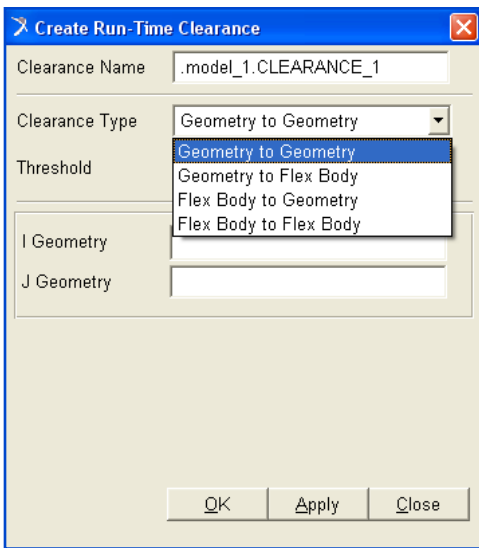 Create Run-Time Clearance
Clearance Name .model_1.CLEARANCE_1
Clearance Type Geometry to Geometry
Geometry to Geometry
Geometry to Flex Body
Threshold
Flex Body to Geometry
Flex Body to Flex Body
I Geometry
J Geometry
OK Apply Close